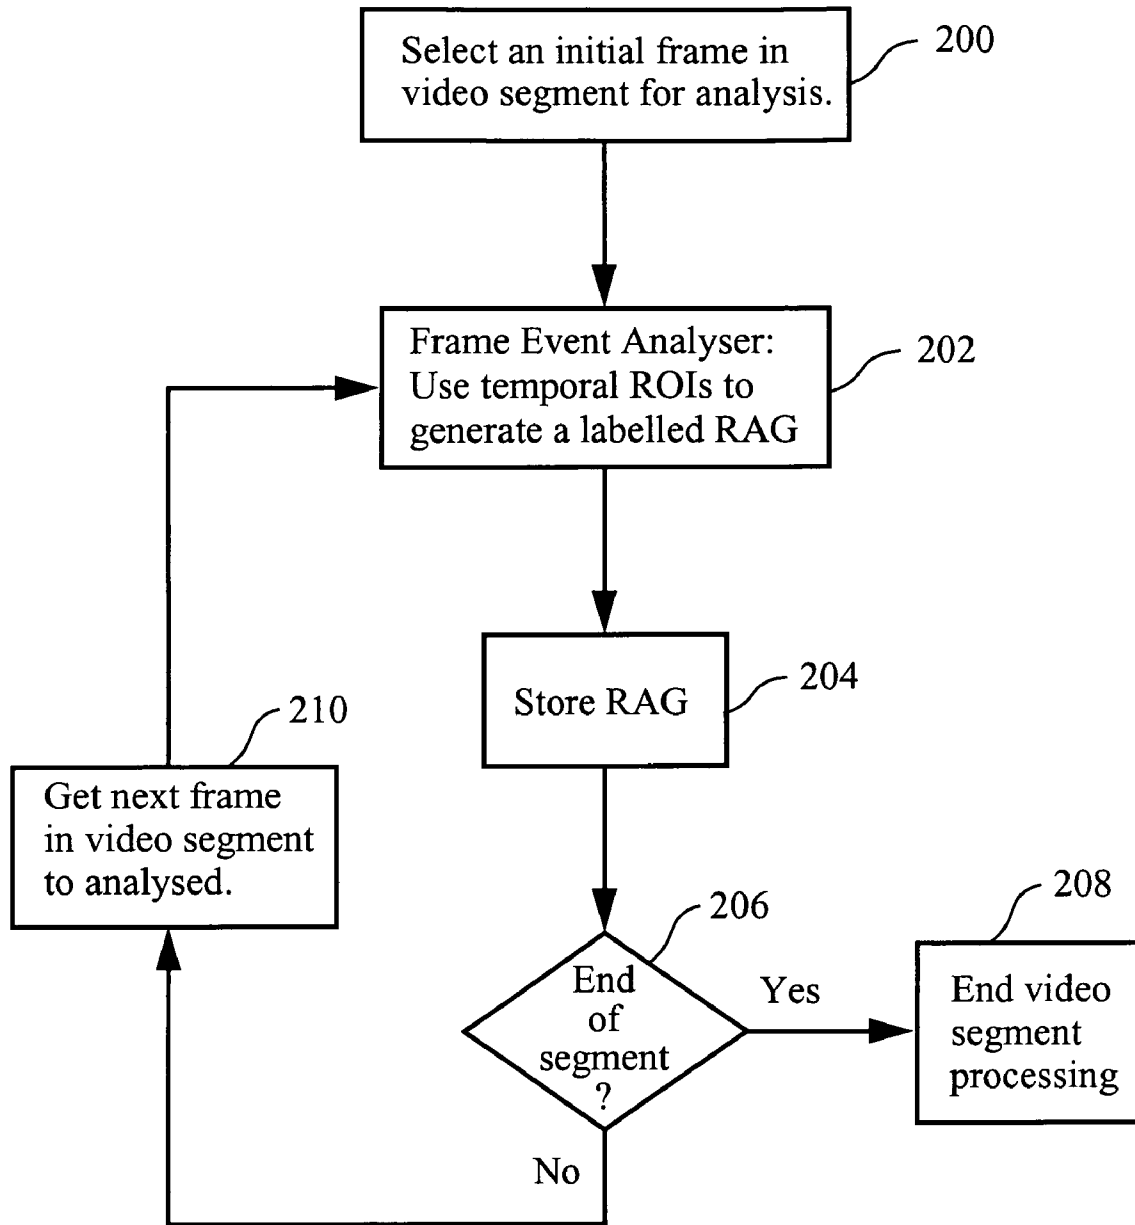 Select an initial frame in
video segment for analysis.
200
Frame Event Analyser:
Use temporal ROIs to
generate a labelled RAG
202
Store RAG
204
210
Get next frame
in video segment
to analysed.
206
End
of
segment
?
Yes
No
208
End video
segment
processing